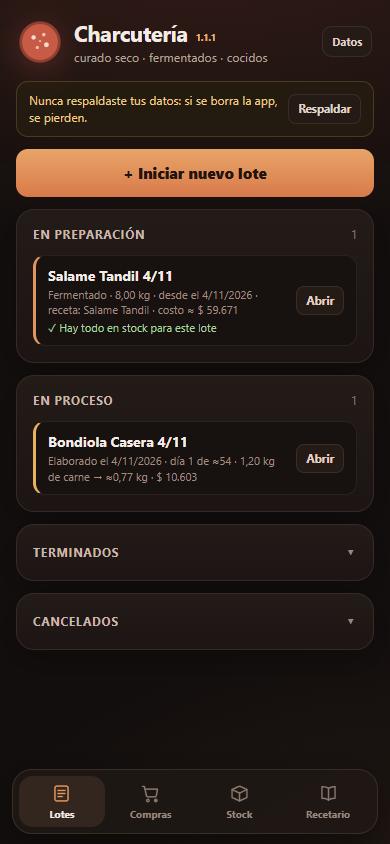 Charcutería 1.1.1
curado seco · fermentados · cocidos
Datos
Nunca respaldaste tus datos: si se borra la app,
se pierden.
Respaldar
+ Iniciar nuevo lote
EN PREPARACIÓN 1
Salame Tandil 4/11
Fermentado · 8,00 kg · desde el 4/11/2026 ·
receta: Salame Tandil · costo ≈ $ 59.671
✓ Hay todo en stock para este lote
Abrir
EN PROCESO 1
Bondiola Casera 4/11
Elaborado el 4/11/2026 · día 1 de ≈54 · 1,20 kg
de carne → ≈0,77 kg · $ 10.603
Abrir
TERMINADOS ▼
CANCELADOS ▼
Lotes
Compras
Stock
Recetario